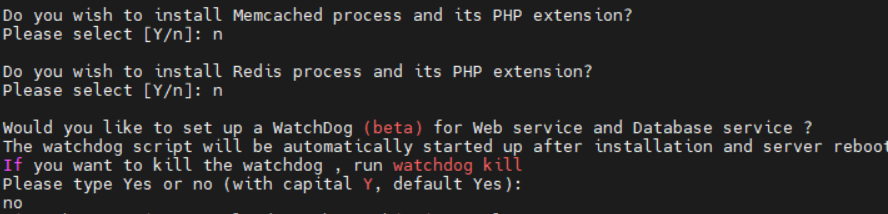 Do you wish to install Memcached process and its PHP extension?
Please select [Y/n]: n
Do you wish to install Redis process and its PHP extension?
Please select [Y/n]: n
Would you like to set up a WatchDog (beta) for Web service and Database service ?
The watchdog script will be automatically started up after installation and server reboot
If you want to kill the watchdog , run watchdog kill
Please type Yes or no (with capital Y, default Yes):
no